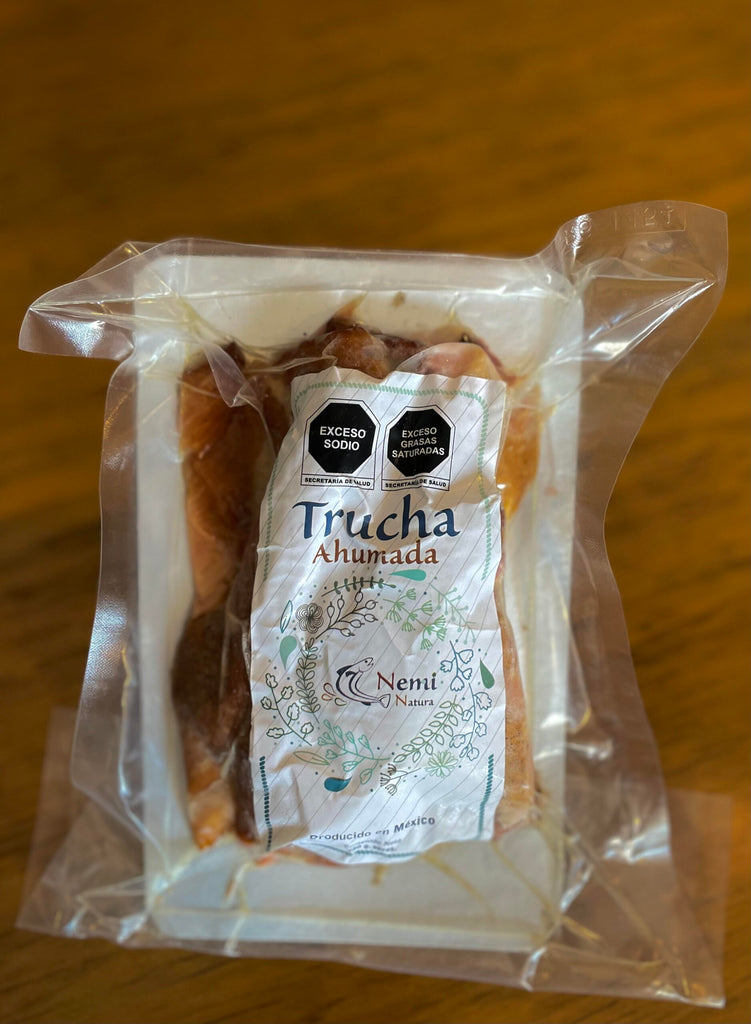 EXCESO
SODIO
SECRETARÍA DE SALUD
EXCESO
GRASAS
SATURADAS
SECRETARÍA DE SALUD
Trucha
Ahumada
Nemi
Natura
Producido en México